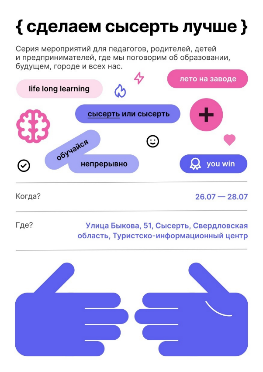 { сделаем сысерть лучше }
Серия мероприятий для педагогов, родителей, детей
и предпринимателей, где мы поговорим об образовании,
будущем, городе и всех нас.
лето на заводе
life long learning
сысерть или сысерть
обучайся
непрерывно
you win
Когда?
26.07 — 28.07
Где?
Улица Быкова, 51, Сысерть, Свердловская
область, Туристско-информационный центр